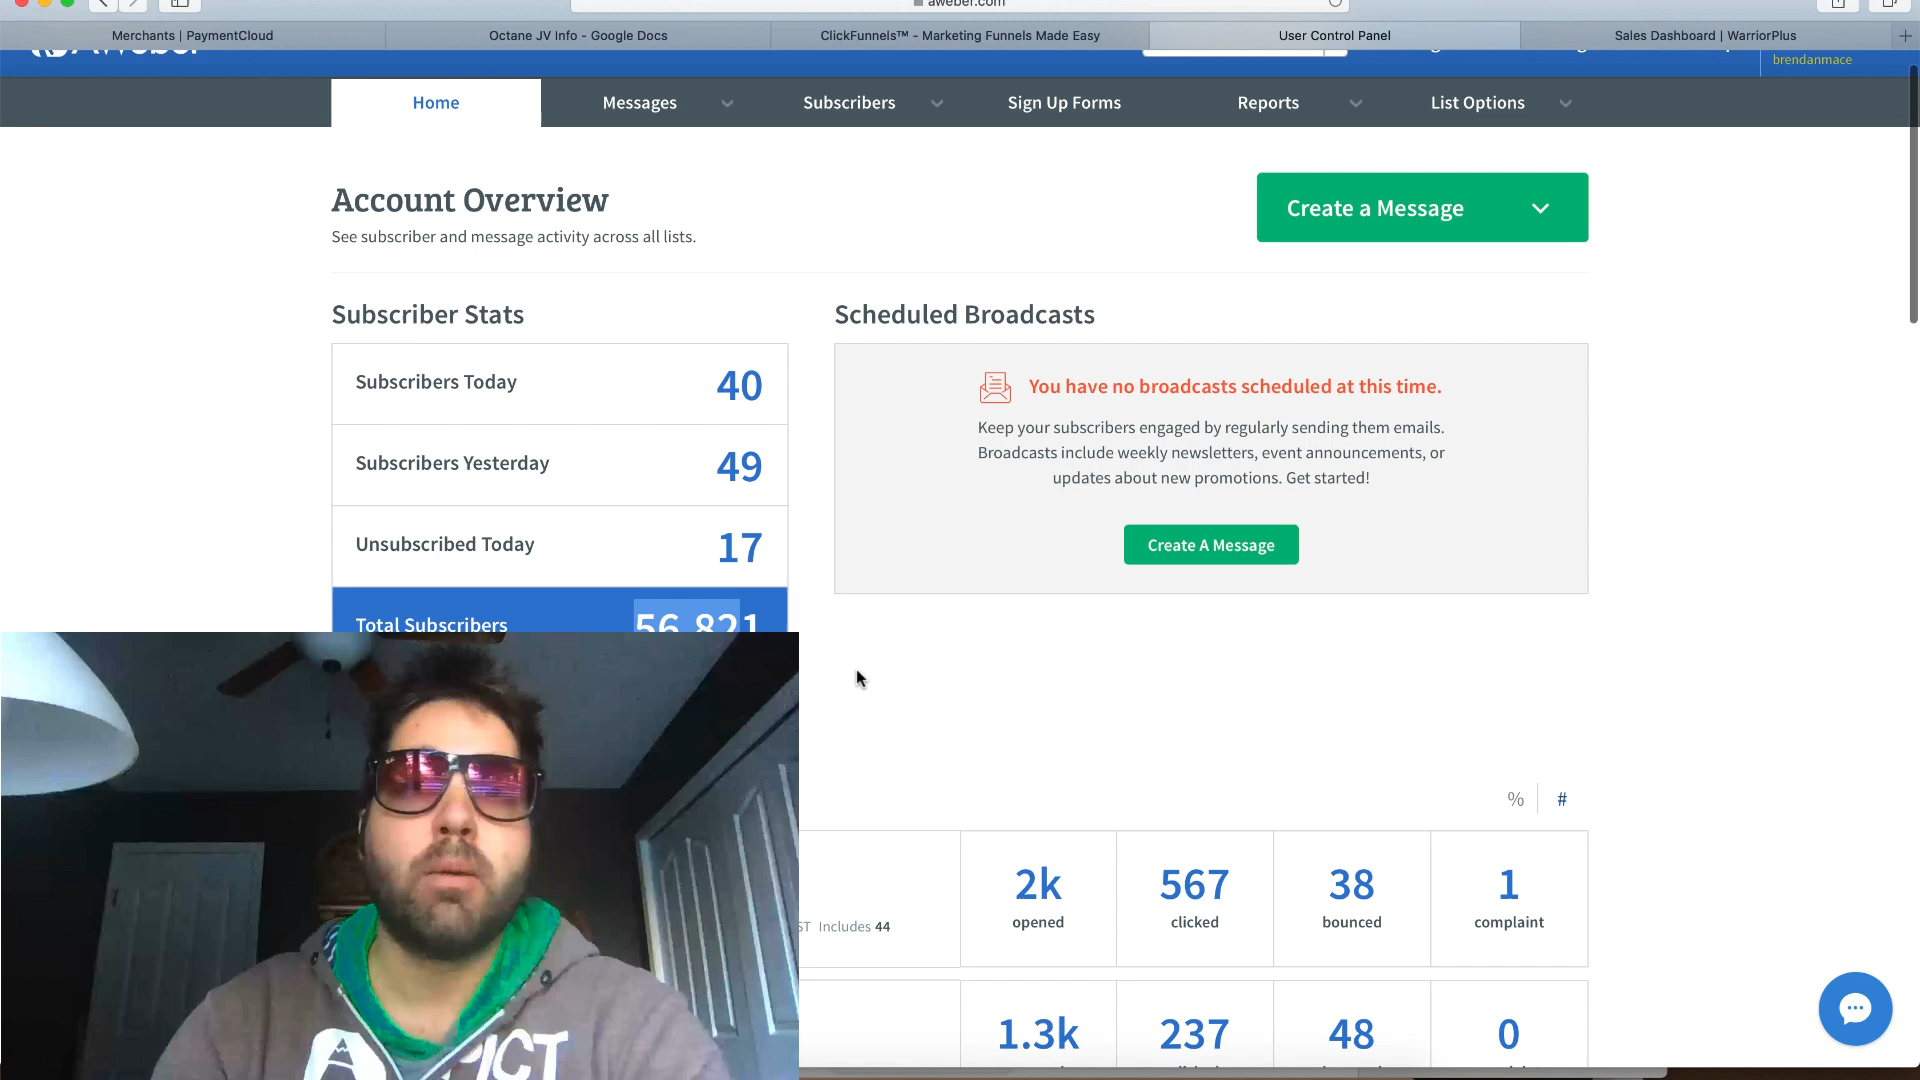 aweber.com
Merchants | PaymentCloud
Octane JV Info - Google Docs
ClickFunnels™ - Marketing Funnels Made Easy
User Control Panel
Sales Dashboard | WarriorPlus
brendanmace
Home
Messages
Subscribers
Sign Up Forms
Reports
List Options
Account Overview
See subscriber and message activity across all lists.
Create a Message
Subscriber Stats
Subscribers Today 40
Subscribers Yesterday 49
Unsubscribed Today 17
Total Subscribers 56,821
Scheduled Broadcasts
You have no broadcasts scheduled at this time.
Keep your subscribers engaged by regularly sending them emails.
Broadcasts include weekly newsletters, event announcements, or
updates about new promotions. Get started!
Create A Message
% #
ST Includes 44
2k
opened
567
clicked
38
bounced
1
complaint
1.3k
237
48
0